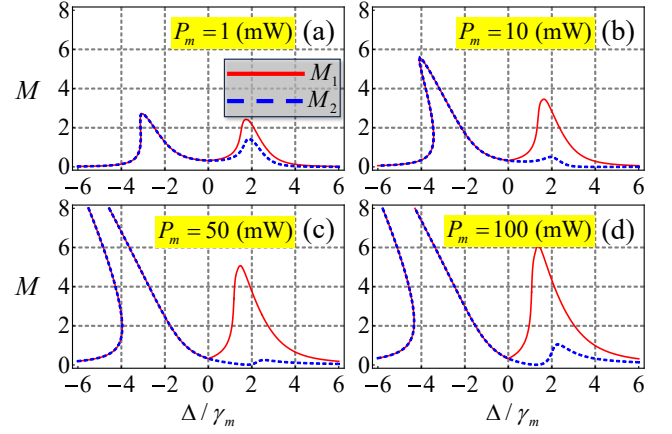 P_m = 1 (mW) (a)
P_m = 10 (mW) (b)
M
8
6
4
2
0
M_1
M_2
8
6
4
2
0
−6 −4 −2 0 2 4 6
−6 −4 −2 0 2 4 6
P_m = 50 (mW) (c)
P_m = 100 (mW) (d)
M
8
6
4
2
0
8
6
4
2
0
−6 −4 −2 0 2 4 6
−6 −4 −2 0 2 4 6
Δ / γ_m
Δ / γ_m